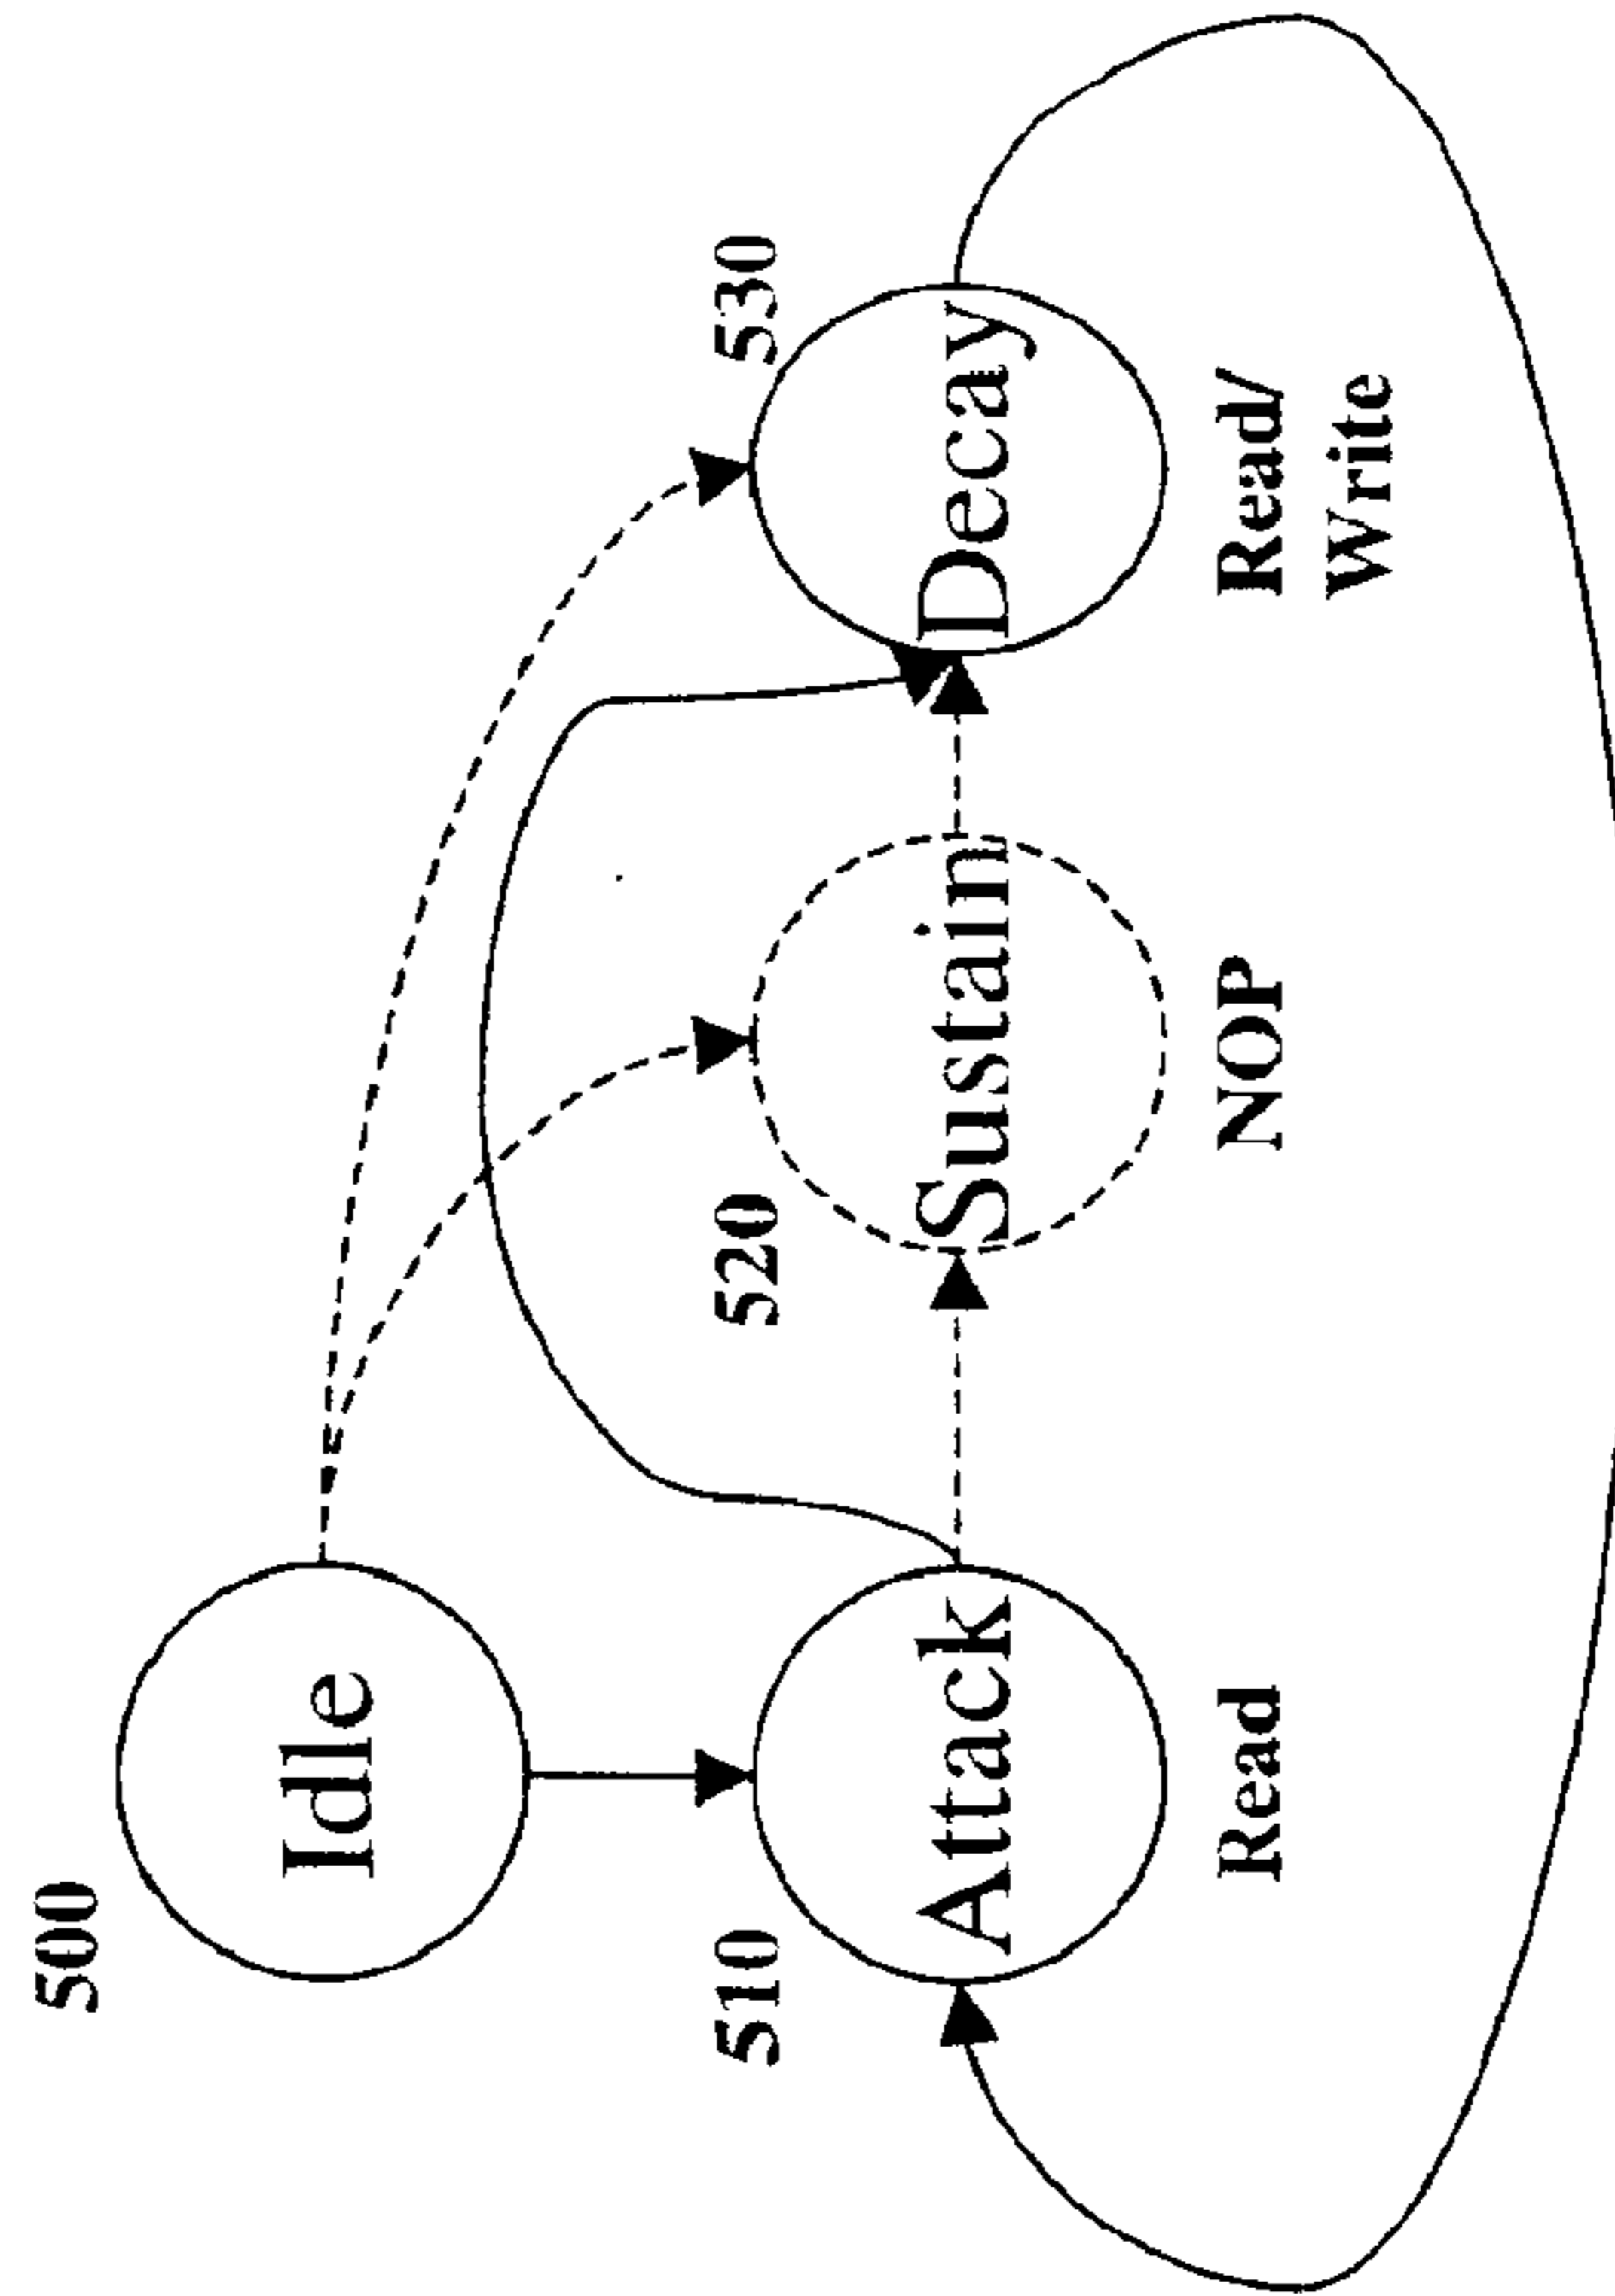 500
Idle
510
520
530
Attack
Sustain
Decay
Read
NOP
Read/
Write